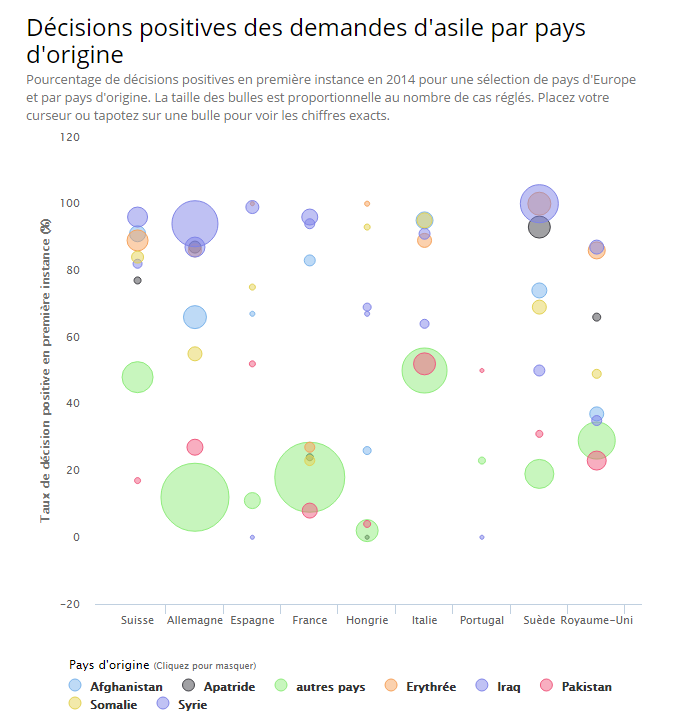 Décisions positives des demandes d'asile par pays
d'origine
Pourcentage de décisions positives en première instance en 2014 pour une sélection de pays d'Europe
et par pays d'origine. La taille des bulles est proportionnelle au nombre de cas réglés. Placez votre
curseur ou tapotez sur une bulle pour voir les chiffres exacts.
120
100
80
60
40
20
0
-20
Taux de décision positive en première instance (%)
Suisse Allemagne Espagne France Hongrie Italie Portugal Suède Royaume-Uni
Pays d'origine (Cliquez pour masquer)
Afghanistan Apatride autres pays Erythrée Iraq Pakistan
Somalie Syrie